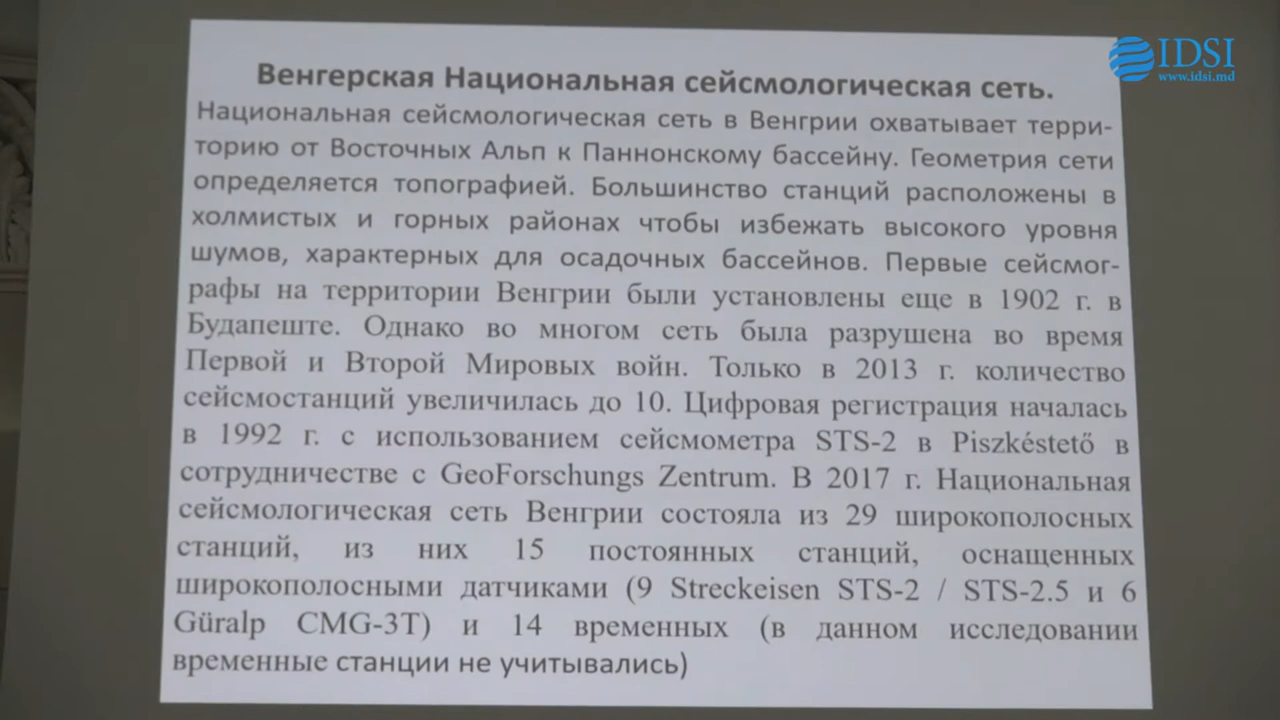 IDSI
www.idsi.md
Венгерская Национальная сейсмологическая сеть.
Национальная сейсмологическая сеть в Венгрии охватывает терри-
торию от Восточных Альп к Паннонскому бассейну. Геометрия сети
определяется топографией. Большинство станций расположены в
холмистых и горных районах чтобы избежать высокого уровня
шумов, характерных для осадочных бассейнов. Первые сейсмог-
рафы на территории Венгрии были установлены еще в 1902 г. в
Будапеште. Однако во многом сеть была разрушена во время
Первой и Второй Мировых войн. Только в 2013 г. количество
сейсмостанций увеличилась до 10. Цифровая регистрация началась
в 1992 г. с использованием сейсмометра STS-2 в Piszkéstető в
сотрудничестве с GeoForschungs Zentrum. В 2017 г. Национальная
сейсмологическая сеть Венгрии состояла из 29 широкополосных
станций, из них 15 постоянных станций, оснащенных
широкополосными датчиками (9 Streckeisen STS-2 / STS-2.5 и 6
Güralp CMG-3T) и 14 временных (в данном исследовании
временные станции не учитывались)